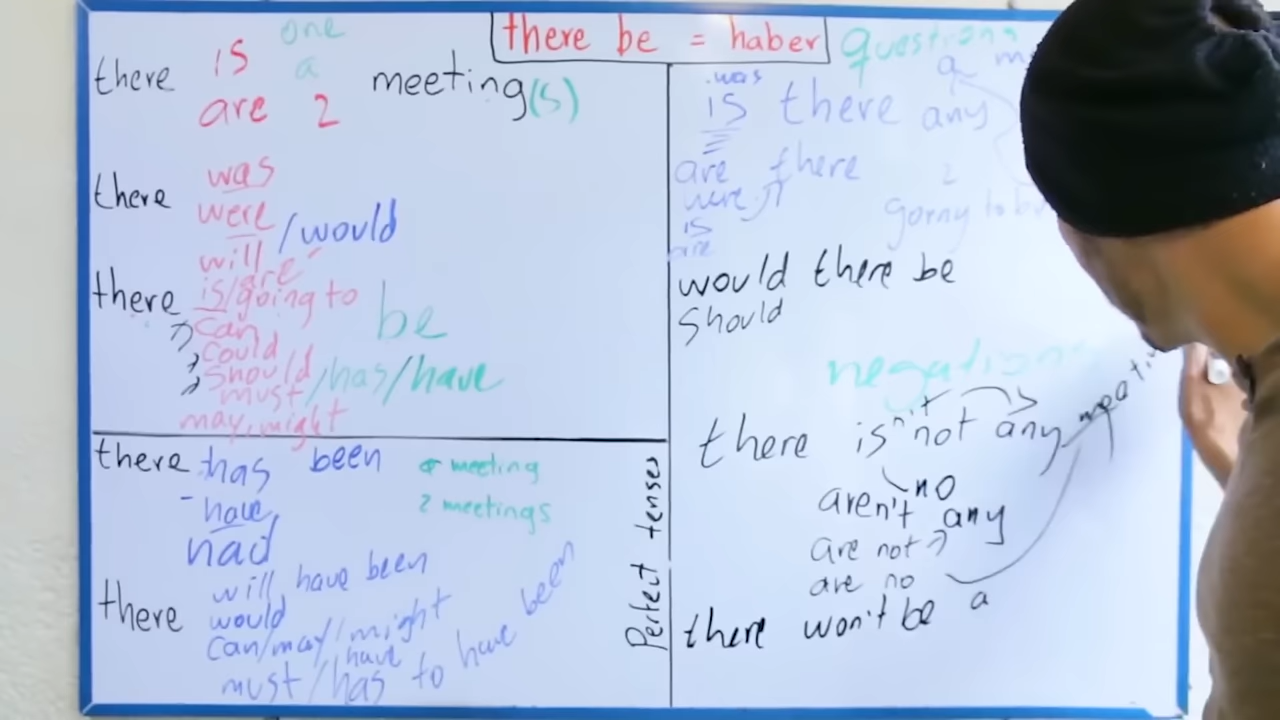 there be = haber
one
there is a meeting(s)
are 2
there was
were
will /would
are
there is/going to be
can
could
should/has/have
must
may, might
there has been a meeting
have 2 meetings
had
will have been
there would
can/may/might
have
must/has to have been
Perfect tenses
questions
was
a
is there any
are there
were
2
going to
is
are
would there be
should
negations
n't
there is not any
no
aren't any
are not
are no
there won't be a